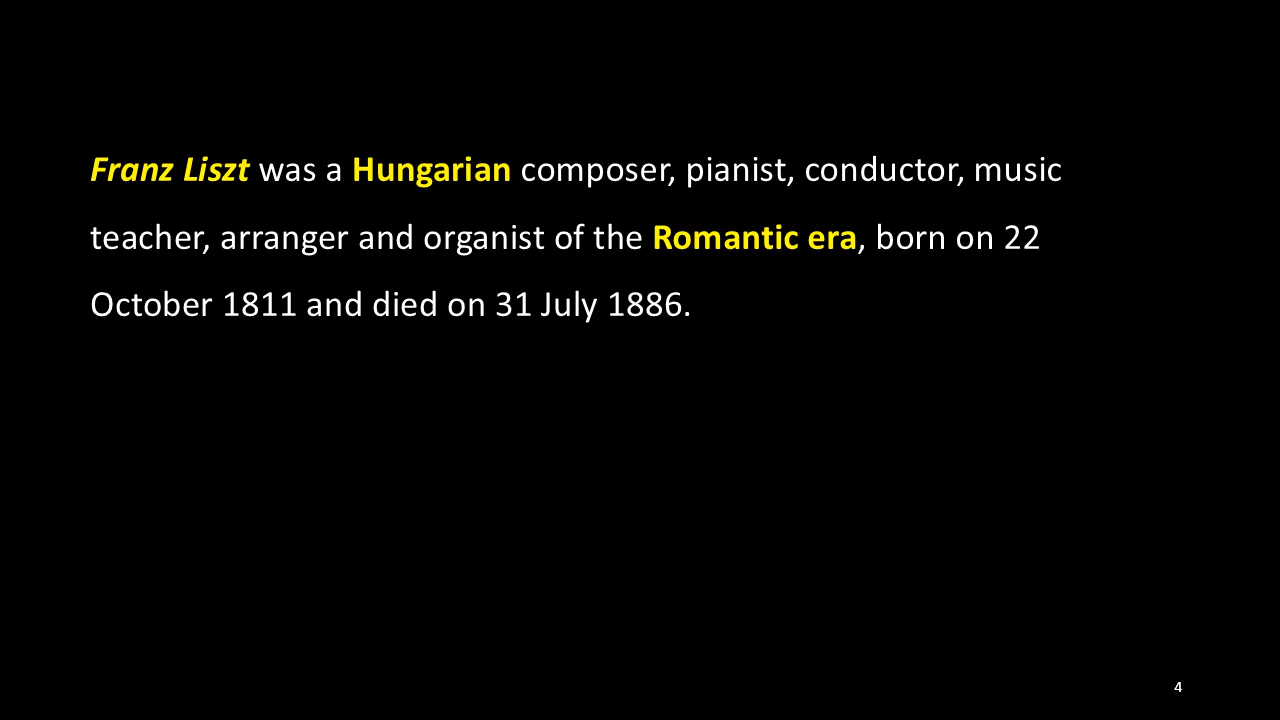 Franz Liszt was a Hungarian composer, pianist, conductor, music
teacher, arranger and organist of the Romantic era, born on 22
October 1811 and died on 31 July 1886.
4